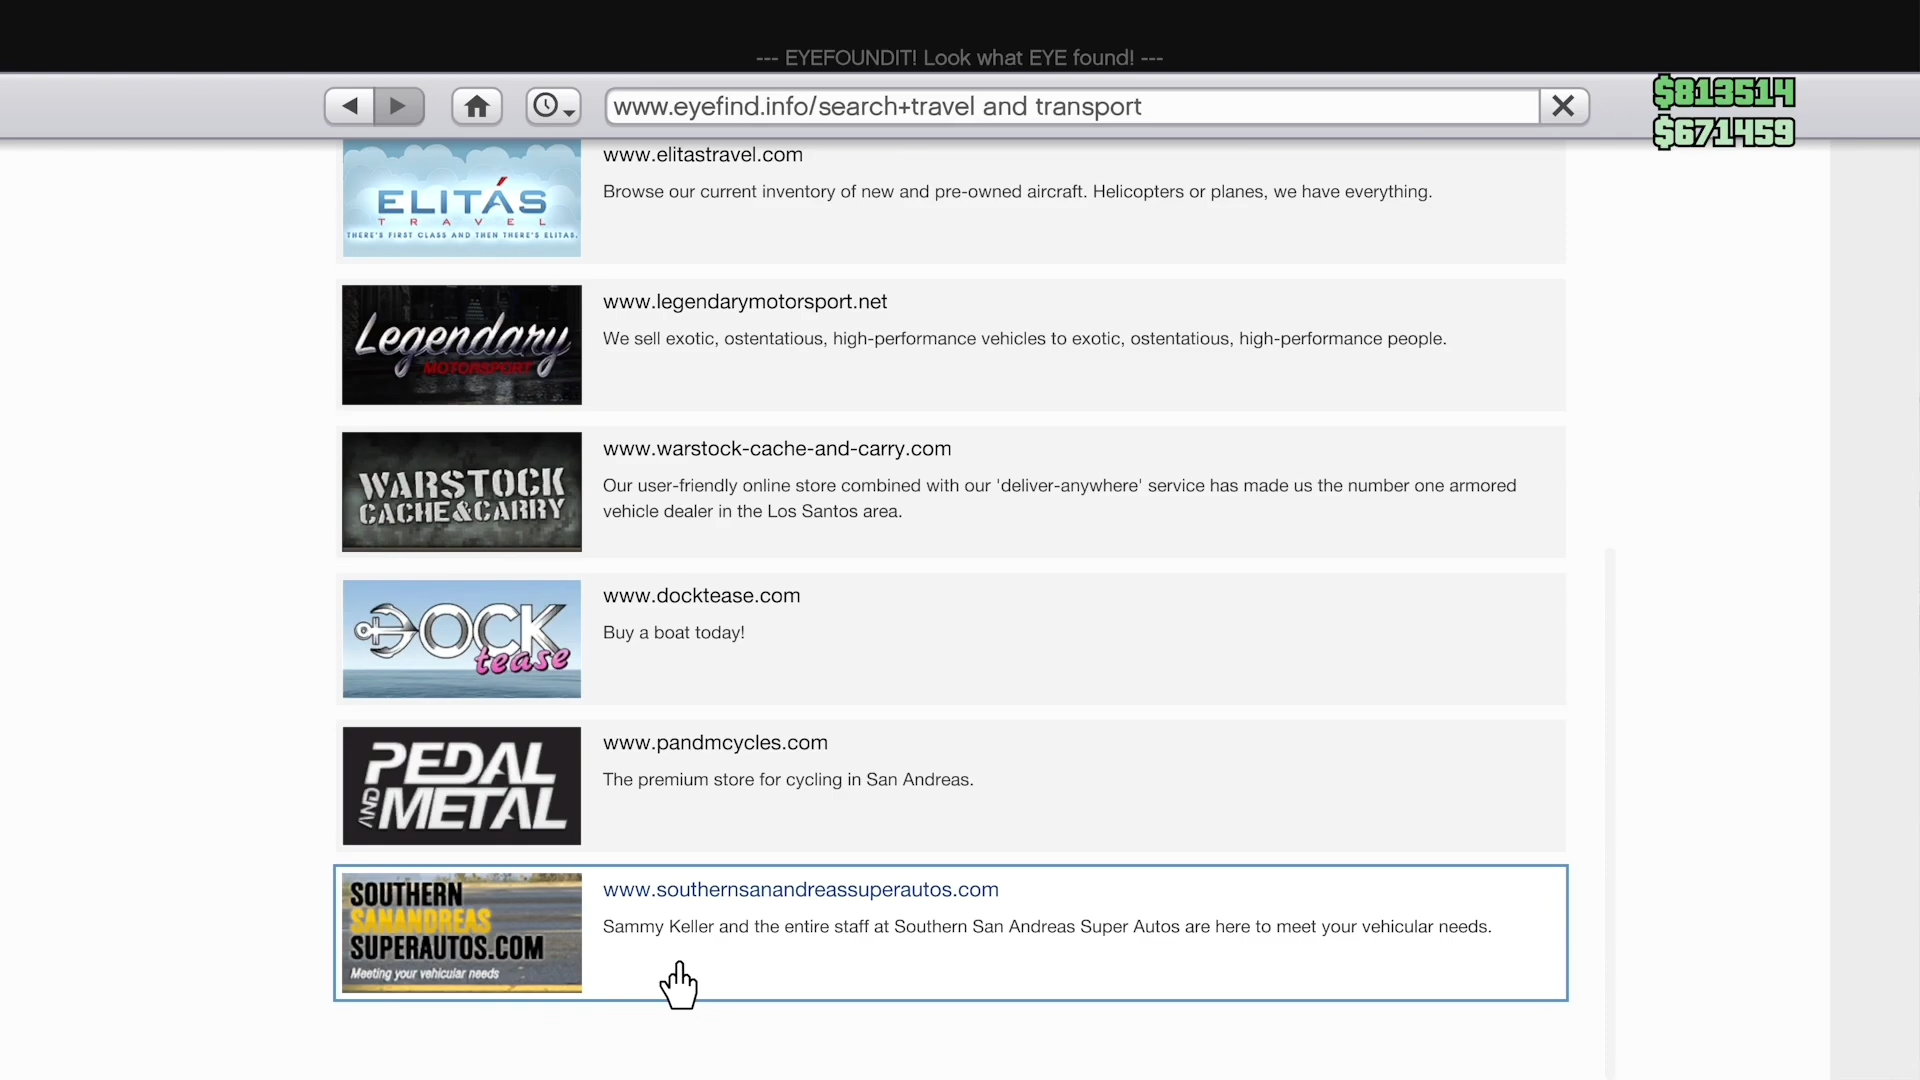 --- EYEFOUNDIT! Look what EYE found! ---
www.eyefind.info/search+travel and transport
$813514
$671459
ELITÁS
TRAVEL
THERE'S FIRST CLASS AND THEN THERE'S ELITAS.
www.elitastravel.com
Browse our current inventory of new and pre-owned aircraft. Helicopters or planes, we have everything.
Legendary
MOTORSPORT
www.legendarymotorsport.net
We sell exotic, ostentatious, high-performance vehicles to exotic, ostentatious, high-performance people.
WARSTOCK
CACHE&CARRY
www.warstock-cache-and-carry.com
Our user-friendly online store combined with our 'deliver-anywhere' service has made us the number one armored
vehicle dealer in the Los Santos area.
DOCK
tease
www.docktease.com
Buy a boat today!
PEDAL
AND METAL
www.pandmcycles.com
The premium store for cycling in San Andreas.
SOUTHERN
SANANDREAS
SUPERAUTOS.COM
Meeting your vehicular needs
www.southernsanandreassuperautos.com
Sammy Keller and the entire staff at Southern San Andreas Super Autos are here to meet your vehicular needs.